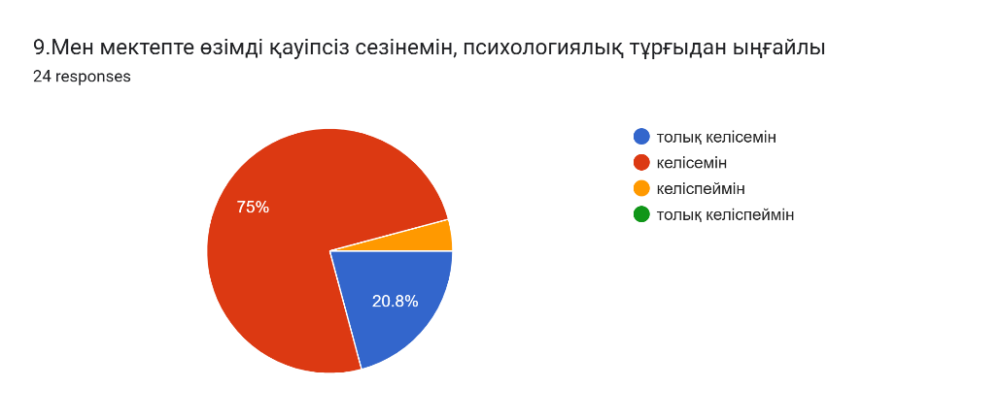 9.Мен мектепте өзімді қауіпсіз сезінемін, психологиялық тұрғыдан ыңғайлы
24 responses
толық келісемін
келісемін
келіспеймін
толық келіспеймін
75%
20.8%